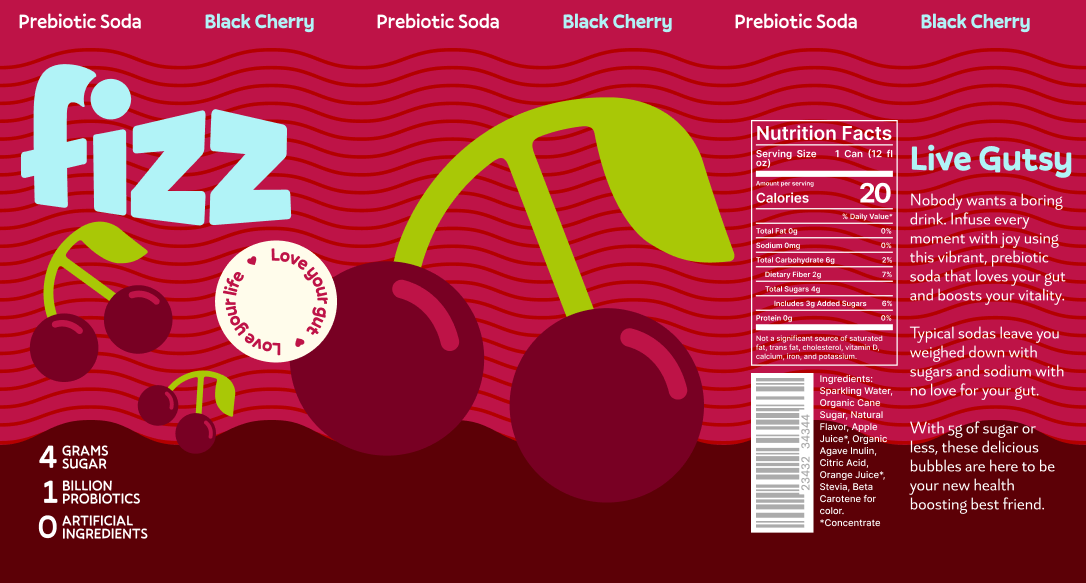 Prebiotic Soda Black Cherry Prebiotic Soda Black Cherry Prebiotic Soda Black Cherry
fizz
Love your gut ♥ Love your life ♥
4 GRAMS
SUGAR
1 BILLION
PROBIOTICS
0 ARTIFICIAL
INGREDIENTS
Nutrition Facts
Serving Size 1 Can (12 fl
oz)
Amount per serving
Calories 20
% Daily Value*
Total Fat 0g 0%
Sodium 0mg 0%
Total Carbohydrate 6g 2%
Dietary Fiber 2g 7%
Total Sugars 4g
Includes 3g Added Sugars 6%
Protein 0g 0%
Not a significant source of saturated
fat, trans fat, cholesterol, vitamin D,
calcium, iron, and potassium.
23432 34344
Ingredients:
Sparkling Water,
Organic Cane
Sugar, Natural
Flavor, Apple
Juice*, Organic
Agave Inulin,
Citric Acid,
Orange Juice*,
Stevia, Beta
Carotene for
color.
*Concentrate
Live Gutsy
Nobody wants a boring
drink. Infuse every
moment with joy using
this vibrant, prebiotic
soda that loves your gut
and boosts your vitality.
Typical sodas leave you
weighed down with
sugars and sodium with
no love for your gut.
With 5g of sugar or
less, these delicious
bubbles are here to be
your new health
boosting best friend.